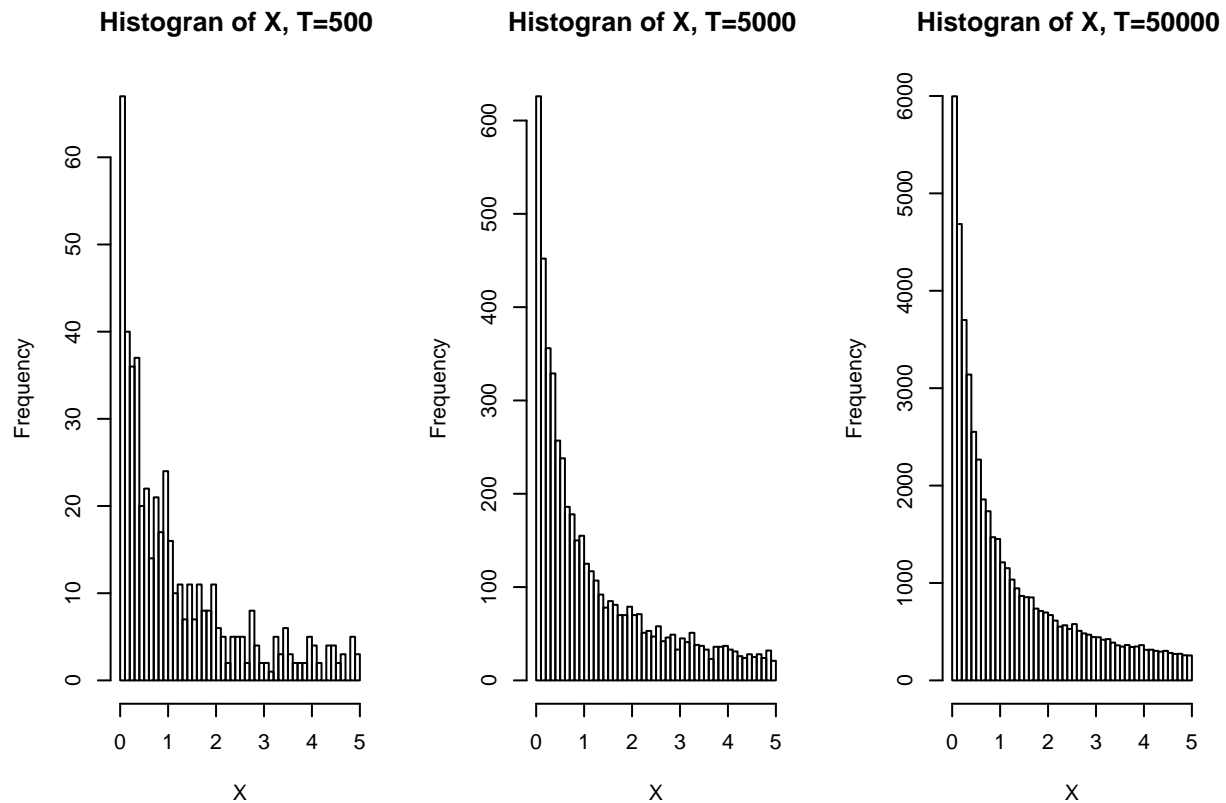 Histogran of X, T=500
Frequency
0 10 20 30 40 50 60
0 1 2 3 4 5
X
Histogran of X, T=5000
Frequency
0 100 200 300 400 500 600
0 1 2 3 4 5
X
Histogran of X, T=50000
Frequency
0 1000 2000 3000 4000 5000 6000
0 1 2 3 4 5
X